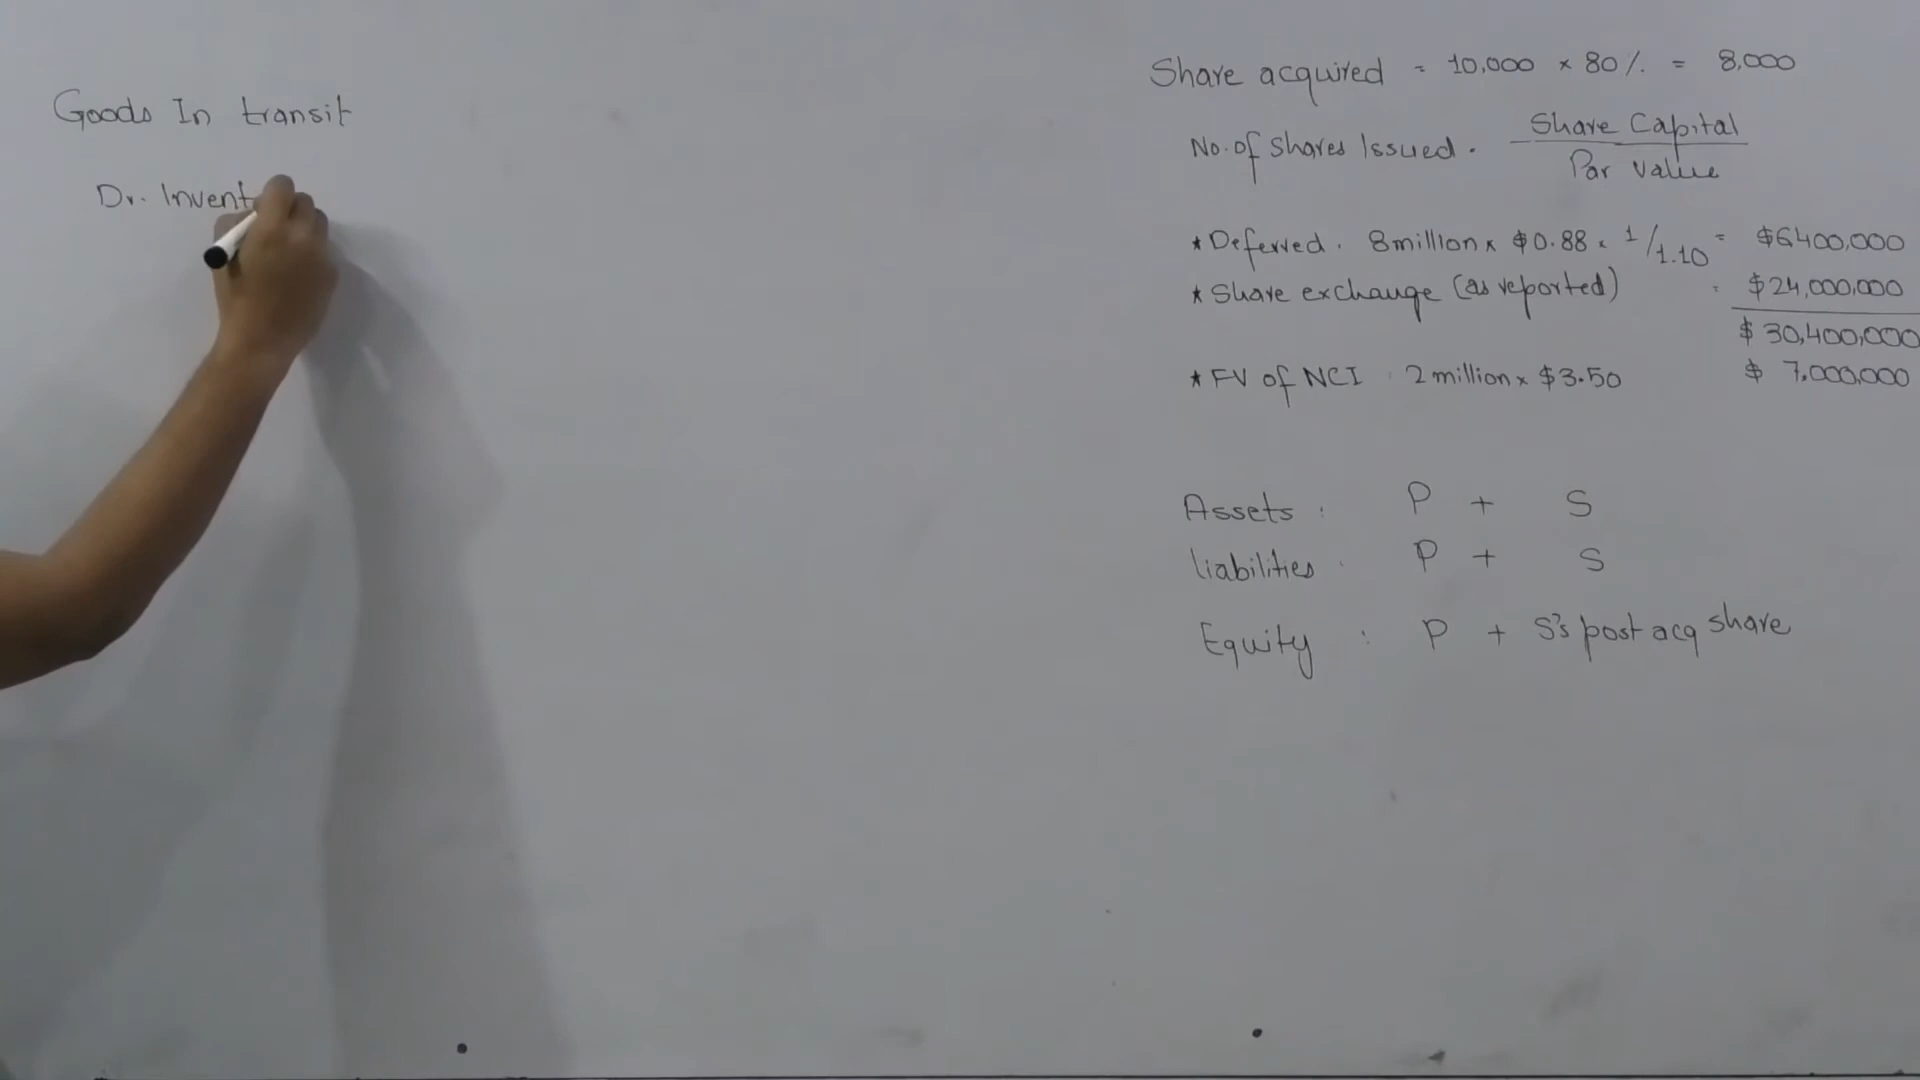 Goods In transit
Dr. Invent
Share acquired = 10,000 × 80% = 8,000
No. of Shares Issued. Share Capital
Par Value
* Deferred. 8 million × $0.88 × 1/1.10 = $6400,000
* Share exchange (as reported) = $24,000,000
$ 30,400,000
* FV of NCI : 2 million × $3.50 $ 7,000,000
Assets : P + S
liabilities : P + S
Equity : P + S's post acq share